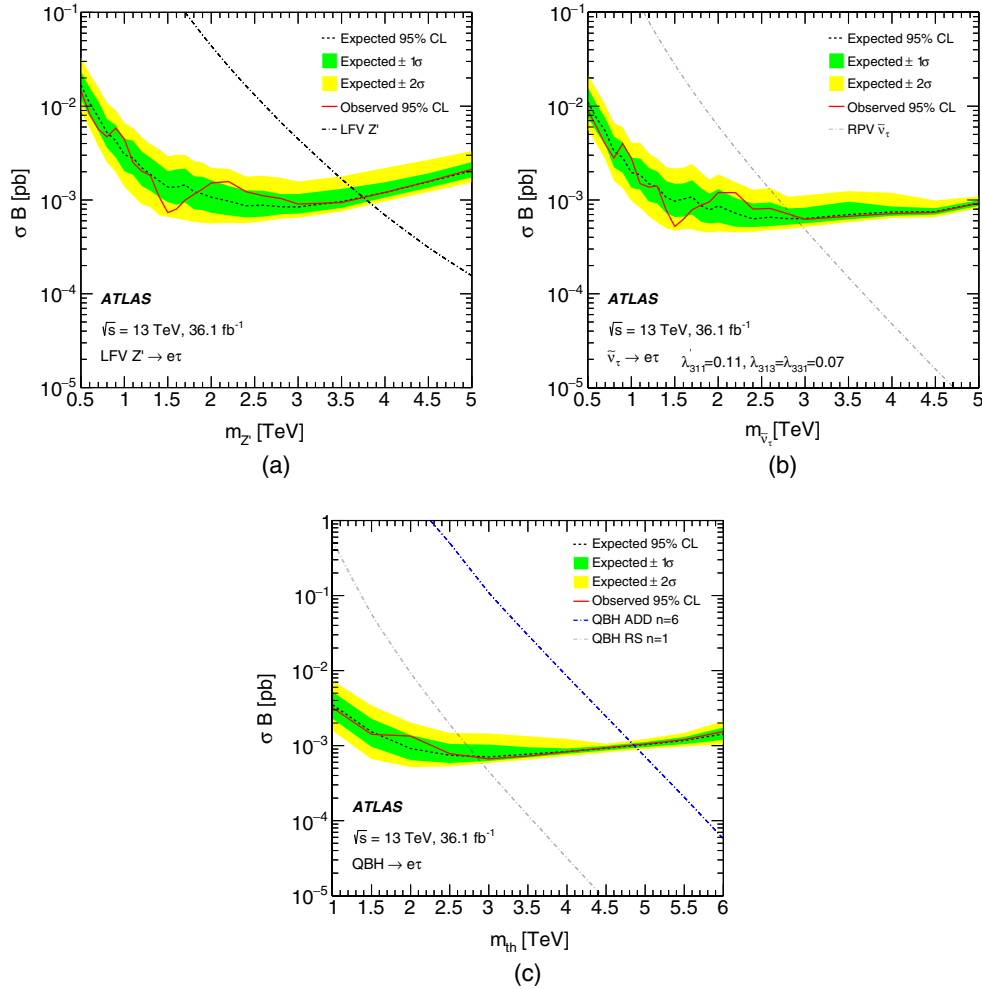 10⁻¹
10⁻²
10⁻³
10⁻⁴
10⁻⁵
σ B [pb]
Expected 95% CL
Expected ± 1σ
Expected ± 2σ
Observed 95% CL
LFV Z'
ATLAS
√s = 13 TeV, 36.1 fb⁻¹
LFV Z' → eτ
0.5 1 1.5 2 2.5 3 3.5 4 4.5 5
m_Z' [TeV]
(a)
10⁻¹
10⁻²
10⁻³
10⁻⁴
10⁻⁵
σ B [pb]
Expected 95% CL
Expected ± 1σ
Expected ± 2σ
Observed 95% CL
RPV ν̃_τ
ATLAS
√s = 13 TeV, 36.1 fb⁻¹
ν̃_τ → eτ λ'₃₁₁=0.11, λ₃₁₃=λ₃₃₁=0.07
0.5 1 1.5 2 2.5 3 3.5 4 4.5 5
m_ν̃_τ [TeV]
(b)
1
10⁻¹
10⁻²
10⁻³
10⁻⁴
10⁻⁵
σ B [pb]
Expected 95% CL
Expected ± 1σ
Expected ± 2σ
Observed 95% CL
QBH ADD n=6
QBH RS n=1
ATLAS
√s = 13 TeV, 36.1 fb⁻¹
QBH → eτ
1 1.5 2 2.5 3 3.5 4 4.5 5 5.5 6
m_th [TeV]
(c)